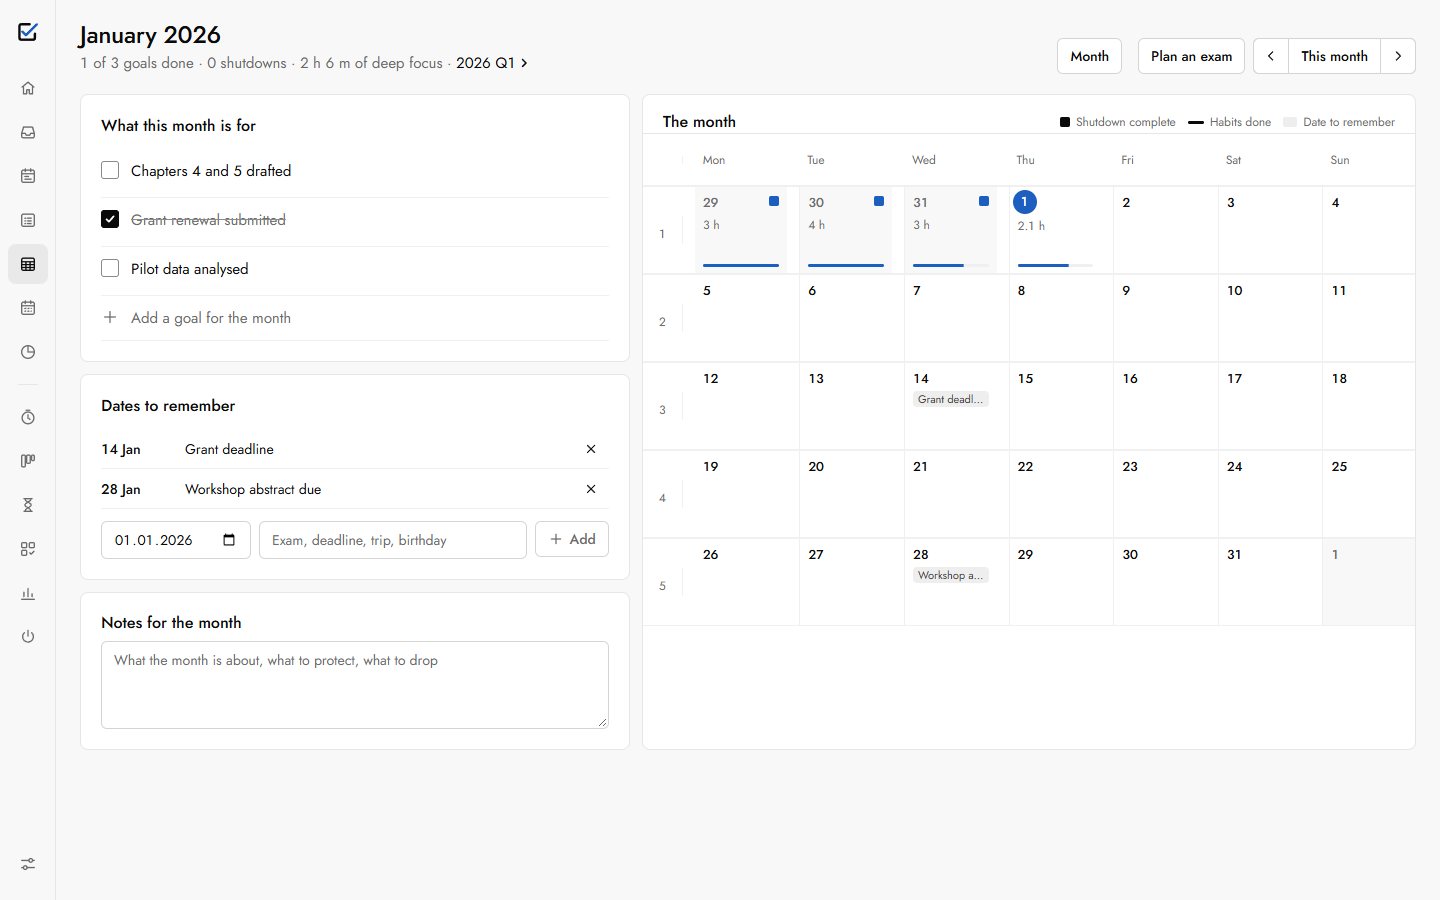 January 2026
1 of 3 goals done · 0 shutdowns · 2 h 6 m of deep focus · 2026 Q1
Month
Plan an exam
This month
What this month is for
Chapters 4 and 5 drafted
Grant renewal submitted
Pilot data analysed
Add a goal for the month
Dates to remember
14 Jan Grant deadline
28 Jan Workshop abstract due
01.01.2026 Exam, deadline, trip, birthday Add
Notes for the month
What the month is about, what to protect, what to drop
The month
Shutdown complete Habits done Date to remember
Mon Tue Wed Thu Fri Sat Sun
29 30 31 1 2 3 4
1 3 h 4 h 3 h 2.1 h
5 6 7 8 9 10 11
2
12 13 14 15 16 17 18
3 Grant deadl...
19 20 21 22 23 24 25
4
26 27 28 29 30 31 1
5 Workshop a...